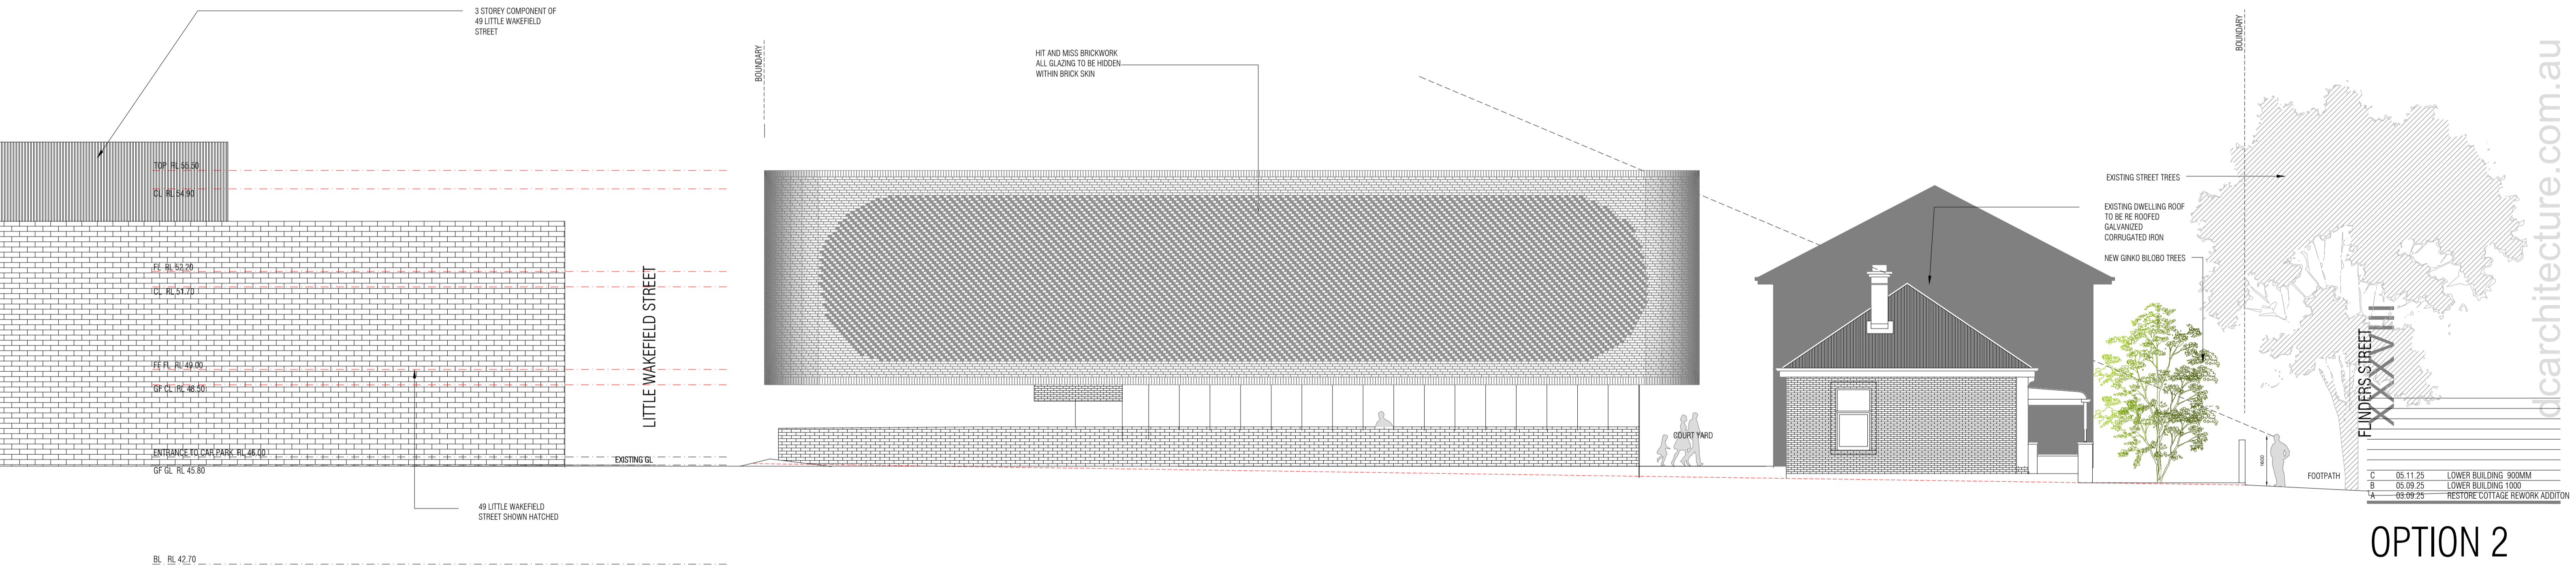 3 STOREY COMPONENT OF
49 LITTLE WAKEFIELD
STREET
BOUNDARY
HIT AND MISS BRICKWORK
ALL GLAZING TO BE HIDDEN
WITHIN BRICK SKIN
BOUNDARY
dcarchitecture.com.au
TOP RL 55.50
CL RL 54.90
FL RL 52.20
CL RL 51.70
FF FL RL 49.00
GF CL RL 48.50
ENTRANCE TO CAR PARK RL 46.00
GF GL RL 45.80
BL RL 42.70
LITTLE WAKEFIELD STREET
EXISTING GL
49 LITTLE WAKEFIELD
STREET SHOWN HATCHED
COURT YARD
EXISTING STREET TREES
EXISTING DWELLING ROOF
TO BE RE ROOFED
GALVANIZED
CORRUGATED IRON
NEW GINKO BILOBO TREES
1600
FOOTPATH
FLINDERS STREET
XXXVIII
C 05.11.25 LOWER BUILDING 900MM
B 05.09.25 LOWER BUILDING 1000
A 03.09.25 RESTORE COTTAGE REWORK ADDITON
OPTION 2